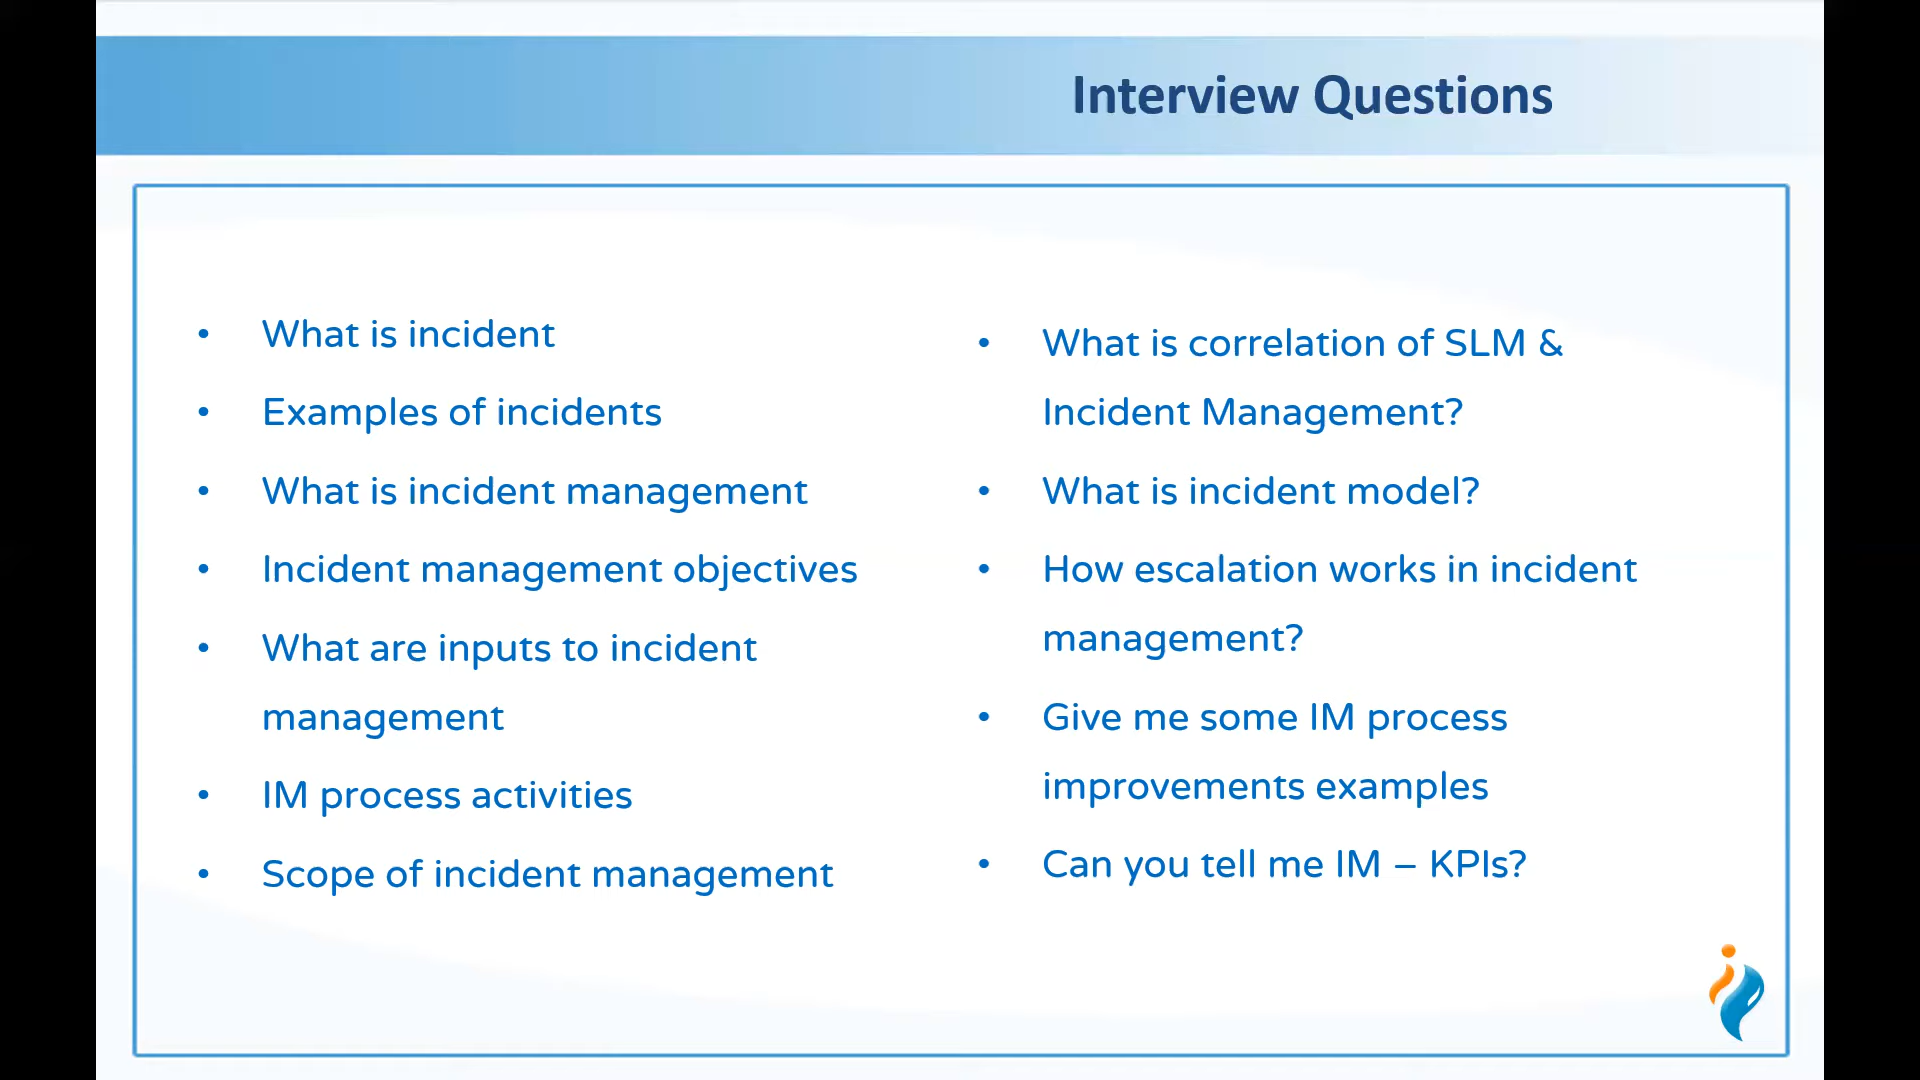 Interview Questions
• What is incident
• Examples of incidents
• What is incident management
• Incident management objectives
• What are inputs to incident
management
• IM process activities
• Scope of incident management
• What is correlation of SLM &
Incident Management?
• What is incident model?
• How escalation works in incident
management?
• Give me some IM process
improvements examples
• Can you tell me IM – KPIs?